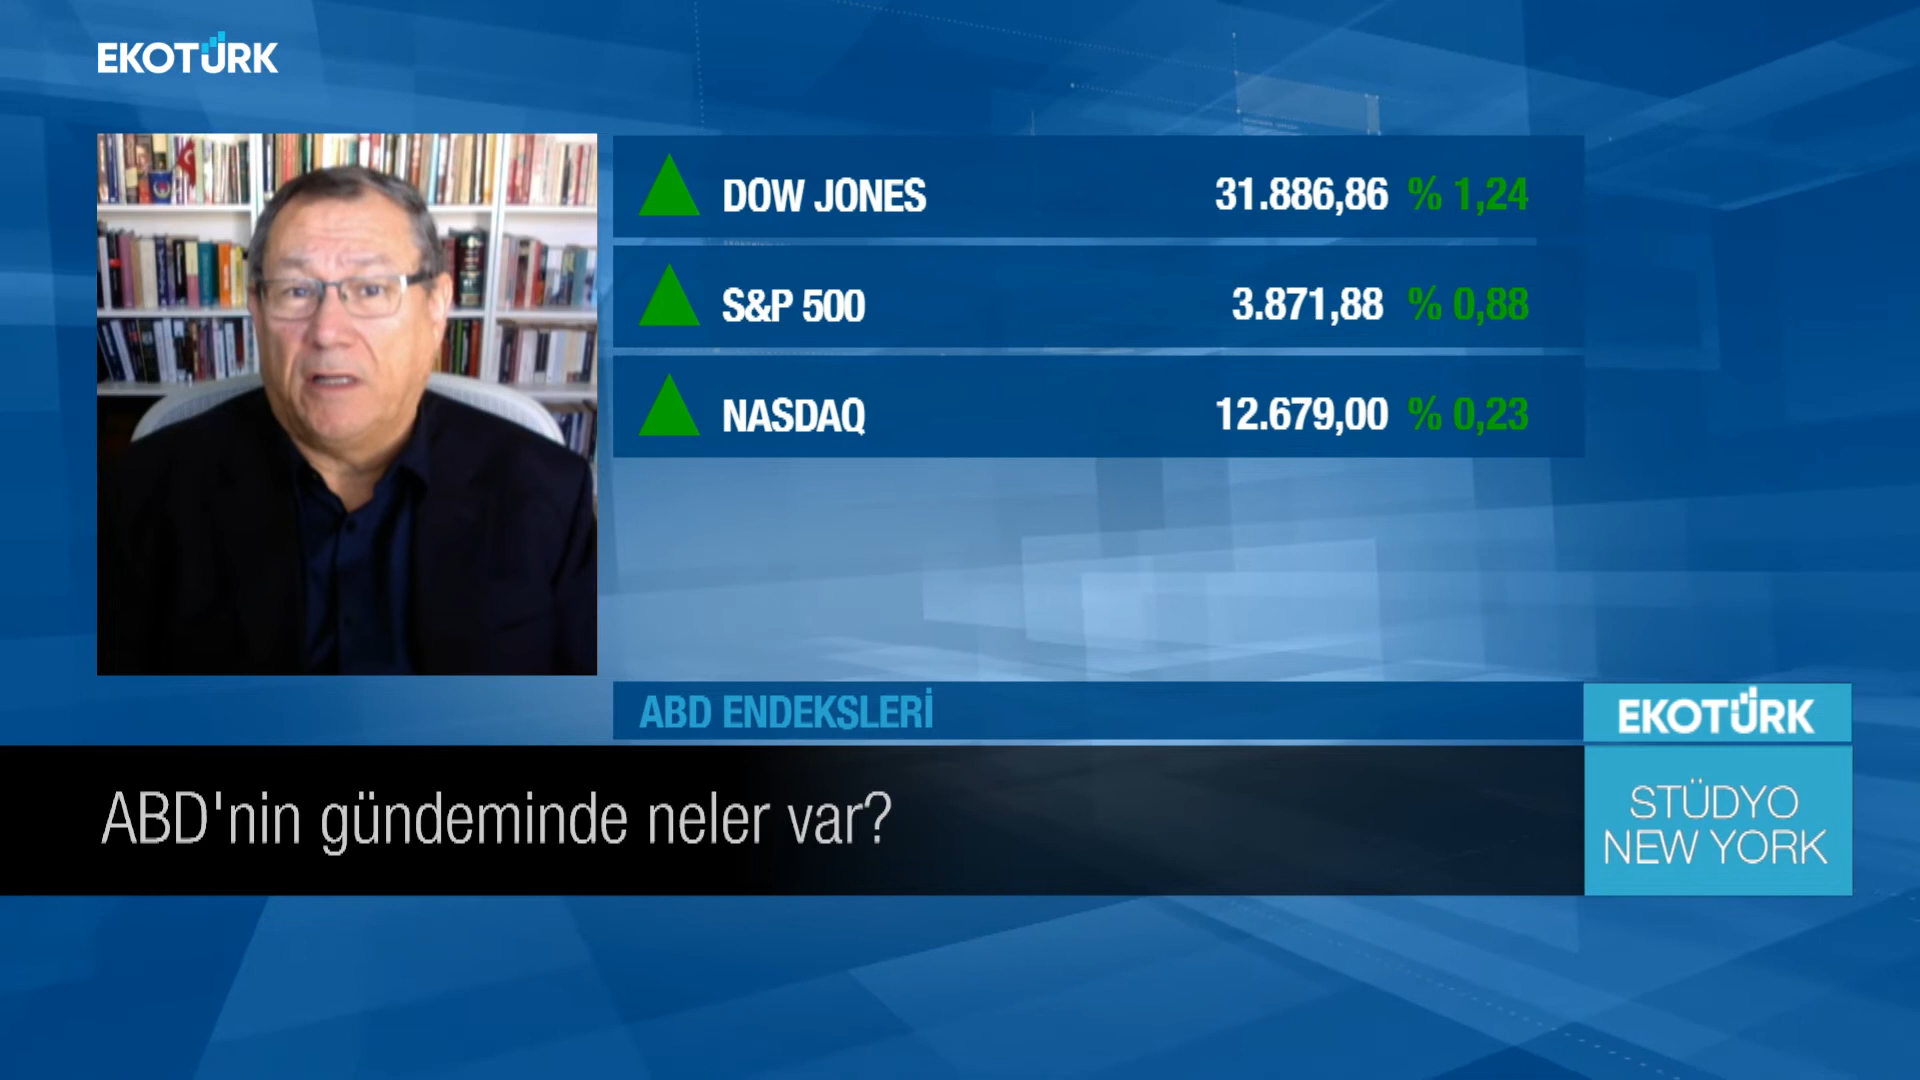 EKOTÜRK
DOW JONES 31.886,86 % 1,24
S&P 500 3.871,88 % 0,88
NASDAQ 12.679,00 % 0,23
ABD ENDEKSLERİ
EKOTÜRK
ABD'nin gündeminde neler var?
STÜDYO
NEW YORK